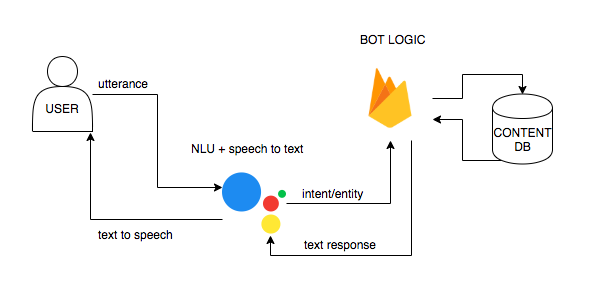 BOT LOGIC
utterance
USER
CONTENT
DB
NLU + speech to text
intent/entity
text to speech
text response